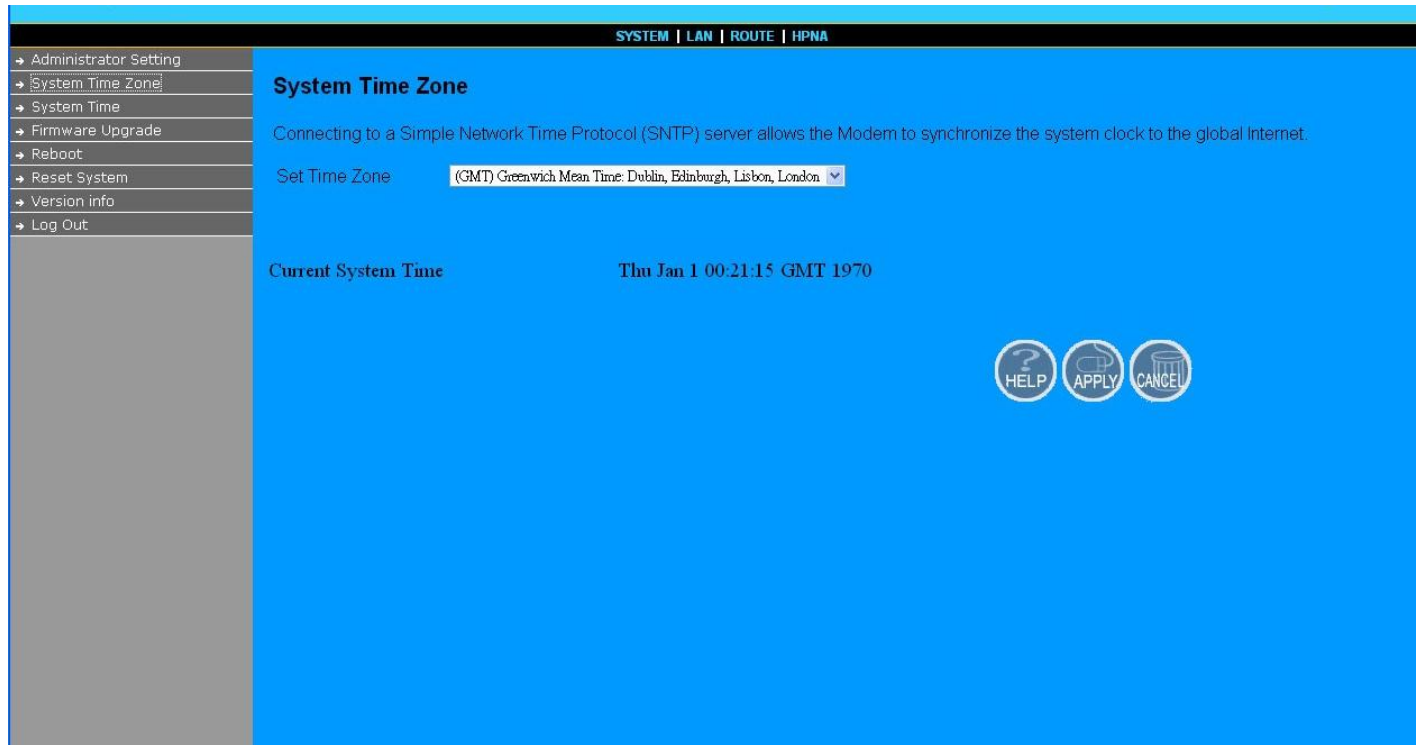 SYSTEM | LAN | ROUTE | HPNA
Administrator Setting
System Time Zone
System Time
Firmware Upgrade
Reboot
Reset System
Version info
Log Out
System Time Zone
Connecting to a Simple Network Time Protocol (SNTP) server allows the Modem to synchronize the system clock to the global Internet.
Set Time Zone (GMT) Greenwich Mean Time: Dublin, Edinburgh, Lisbon, London
Current System Time Thu Jan 1 00:21:15 GMT 1970
HELP APPLY CANCEL